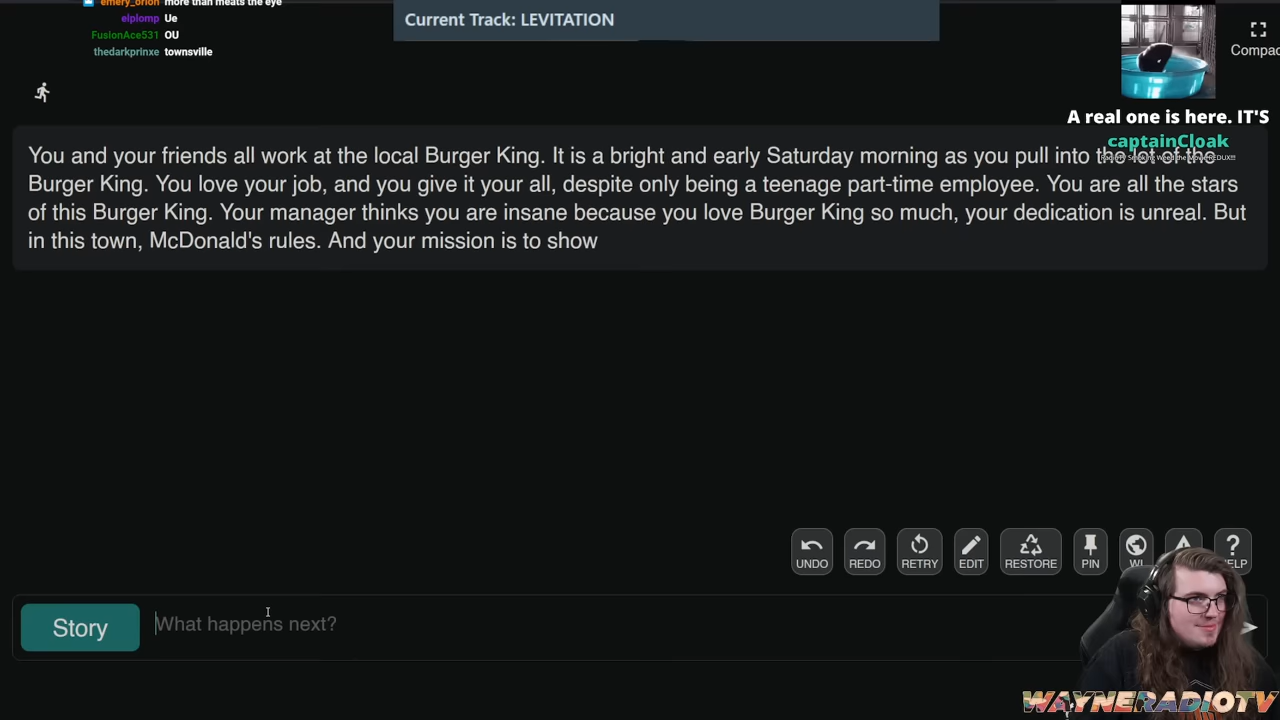 emery_orion more than meats the eye
elplomp Ue
FusionAce531 OU
thedarkprinxe townsville
Current Track: LEVITATION
Compac
A real one is here. IT'S
captainCloak
You and your friends all work at the local Burger King. It is a bright and early Saturday morning as you pull into the lot of the
Burger King. You love your job, and you give it your all, despite only being a teenage part-time employee. You are all the stars
of this Burger King. Your manager thinks you are insane because you love Burger King so much, your dedication is unreal. But
in this town, McDonald's rules. And your mission is to show
UNDO
REDO
RETRY
EDIT
RESTORE
PIN
Story
What happens next?
WAYNERADIOTV